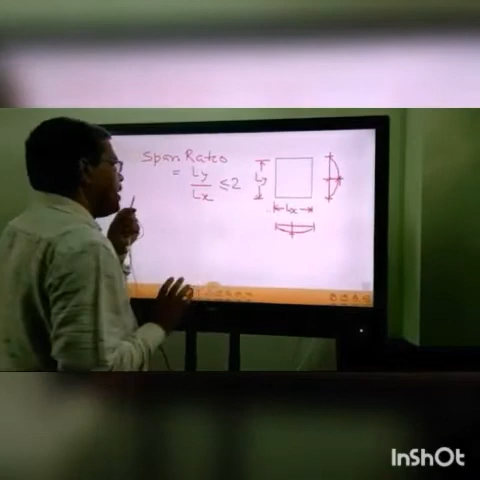 Span Ratio
= Ly
Lx ≤2
Ly
Lx
InShOt